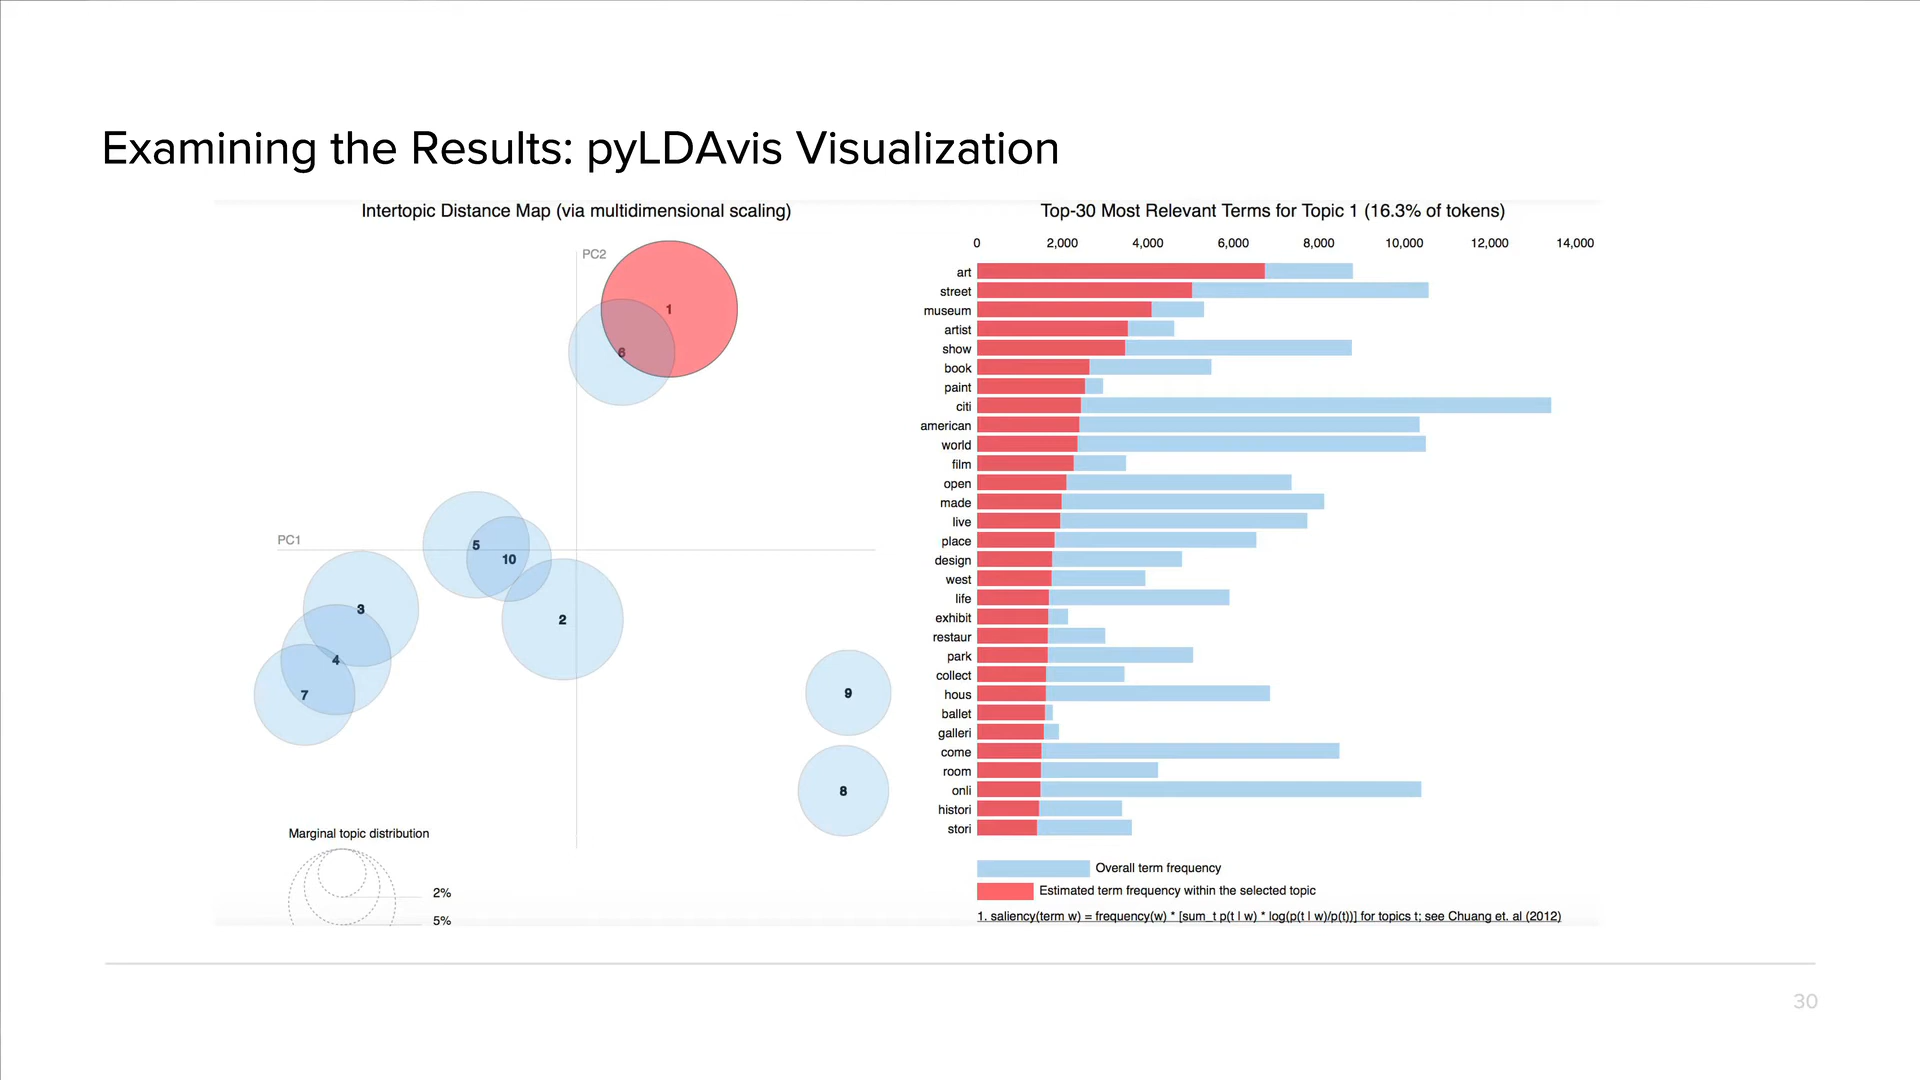 Examining the Results: pyLDAvis Visualization
Intertopic Distance Map (via multidimensional scaling)
PC2
PC1
1
6
5
10
3
2
4
7
9
8
Marginal topic distribution
2%
5%
Top-30 Most Relevant Terms for Topic 1 (16.3% of tokens)
0 2,000 4,000 6,000 8,000 10,000 12,000 14,000
art
street
museum
artist
show
book
paint
citi
american
world
film
open
made
live
place
design
west
life
exhibit
restaur
park
collect
hous
ballet
galleri
come
room
onli
histori
stori
Overall term frequency
Estimated term frequency within the selected topic
1. saliency(term w) = frequency(w) * [sum_t p(t | w) * log(p(t | w)/p(t))] for topics t; see Chuang et. al (2012)
30